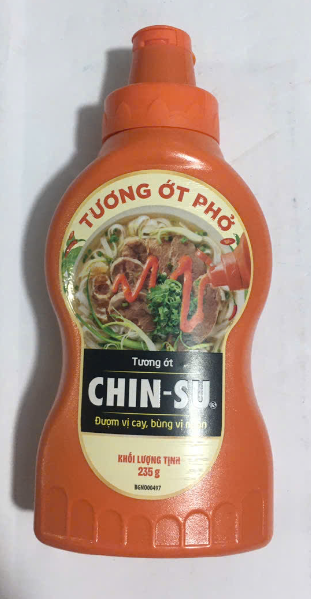 TƯƠNG ỚT PHỞ
Tương ớt
CHIN-SU®
Đượm vị cay, bùng vị ngon
KHỐI LƯỢNG TỊNH
235 g